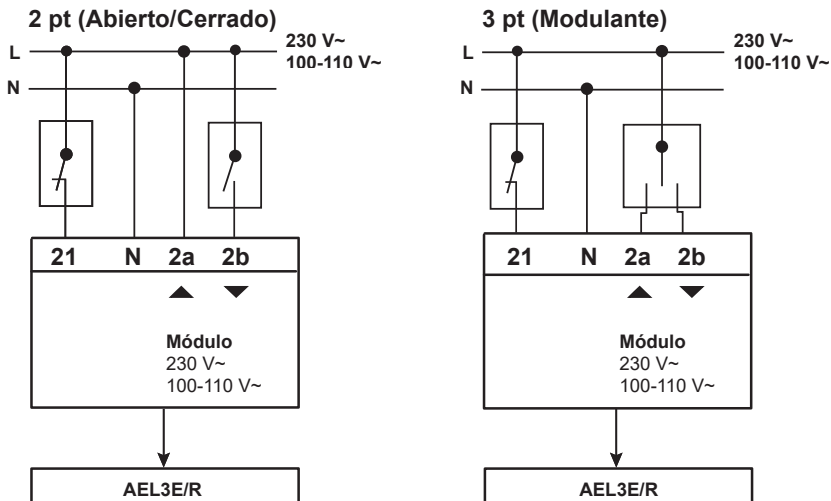 2 pt (Abierto/Cerrado)
L
230 V~
100-110 V~
N
21 N 2a 2b
Módulo
230 V~
100-110 V~
AEL3E/R
3 pt (Modulante)
L
230 V~
100-110 V~
N
21 N 2a 2b
Módulo
230 V~
100-110 V~
AEL3E/R